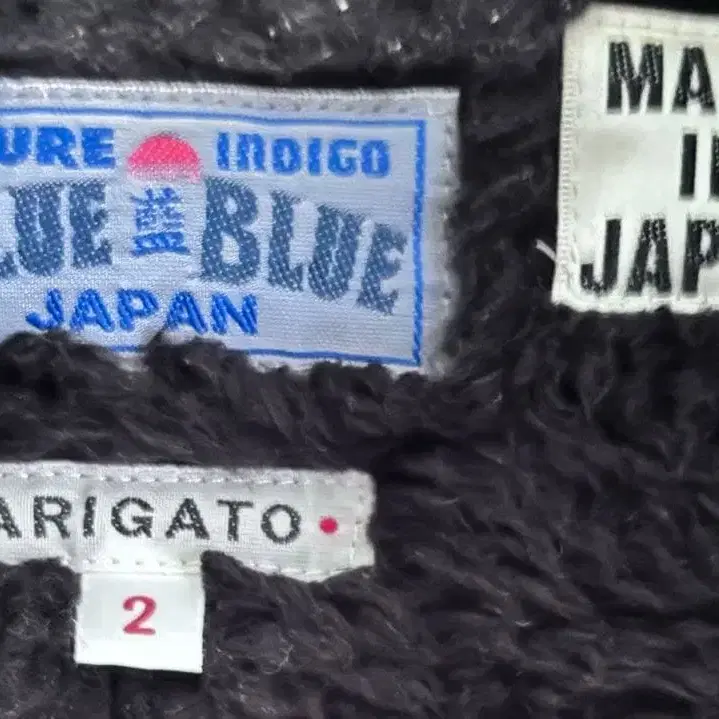 URE INDIGO
LUE 藍 BLUE
JAPAN
MA
I
JAP
ARIGATO
2